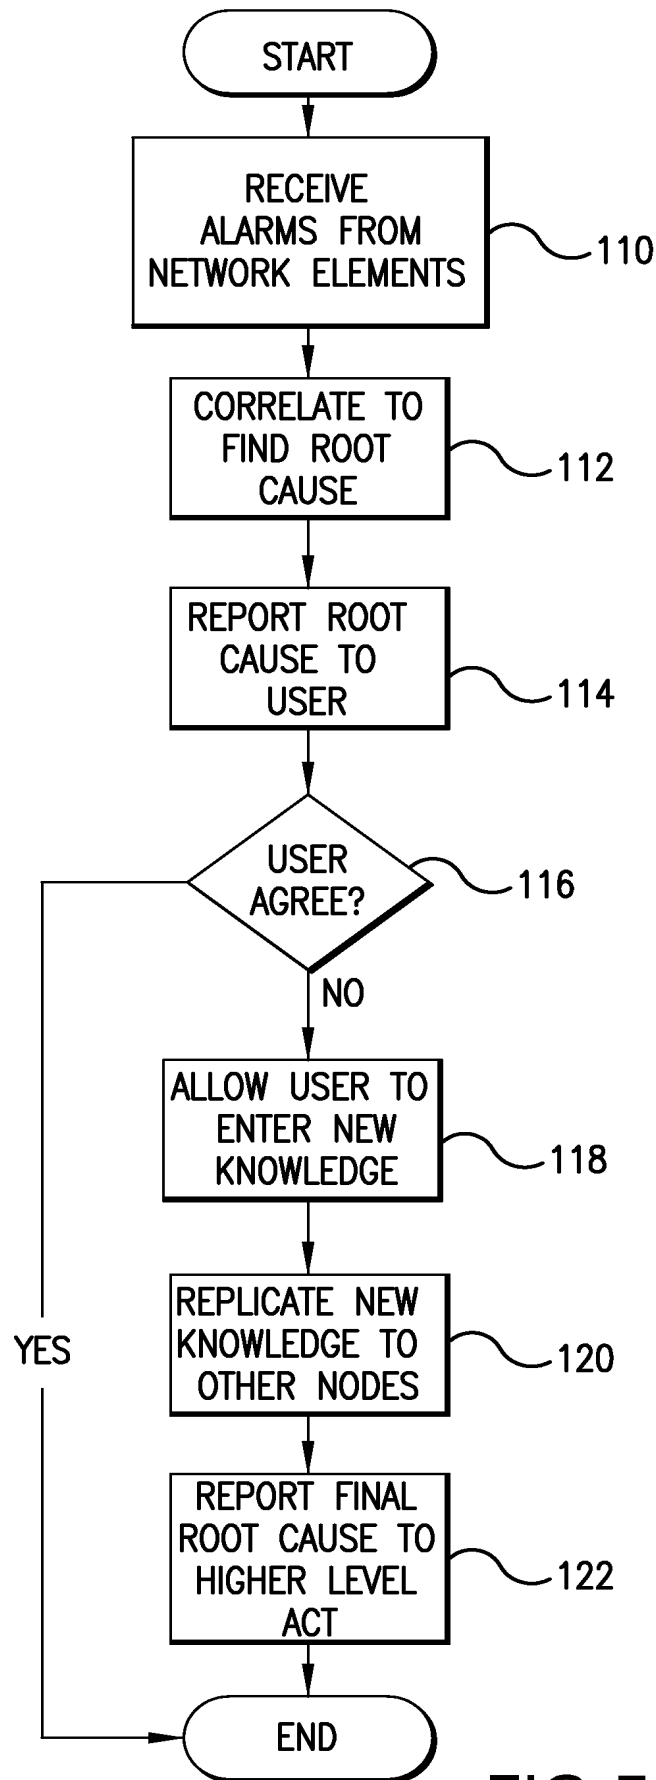 START
RECEIVE
ALARMS FROM
NETWORK ELEMENTS
110
CORRELATE TO
FIND ROOT
CAUSE
112
REPORT ROOT
CAUSE TO
USER
114
USER
AGREE?
116
NO
ALLOW USER TO
ENTER NEW
KNOWLEDGE
118
YES
REPLICATE NEW
KNOWLEDGE TO
OTHER NODES
120
REPORT FINAL
ROOT CAUSE TO
HIGHER LEVEL
ACT
122
END